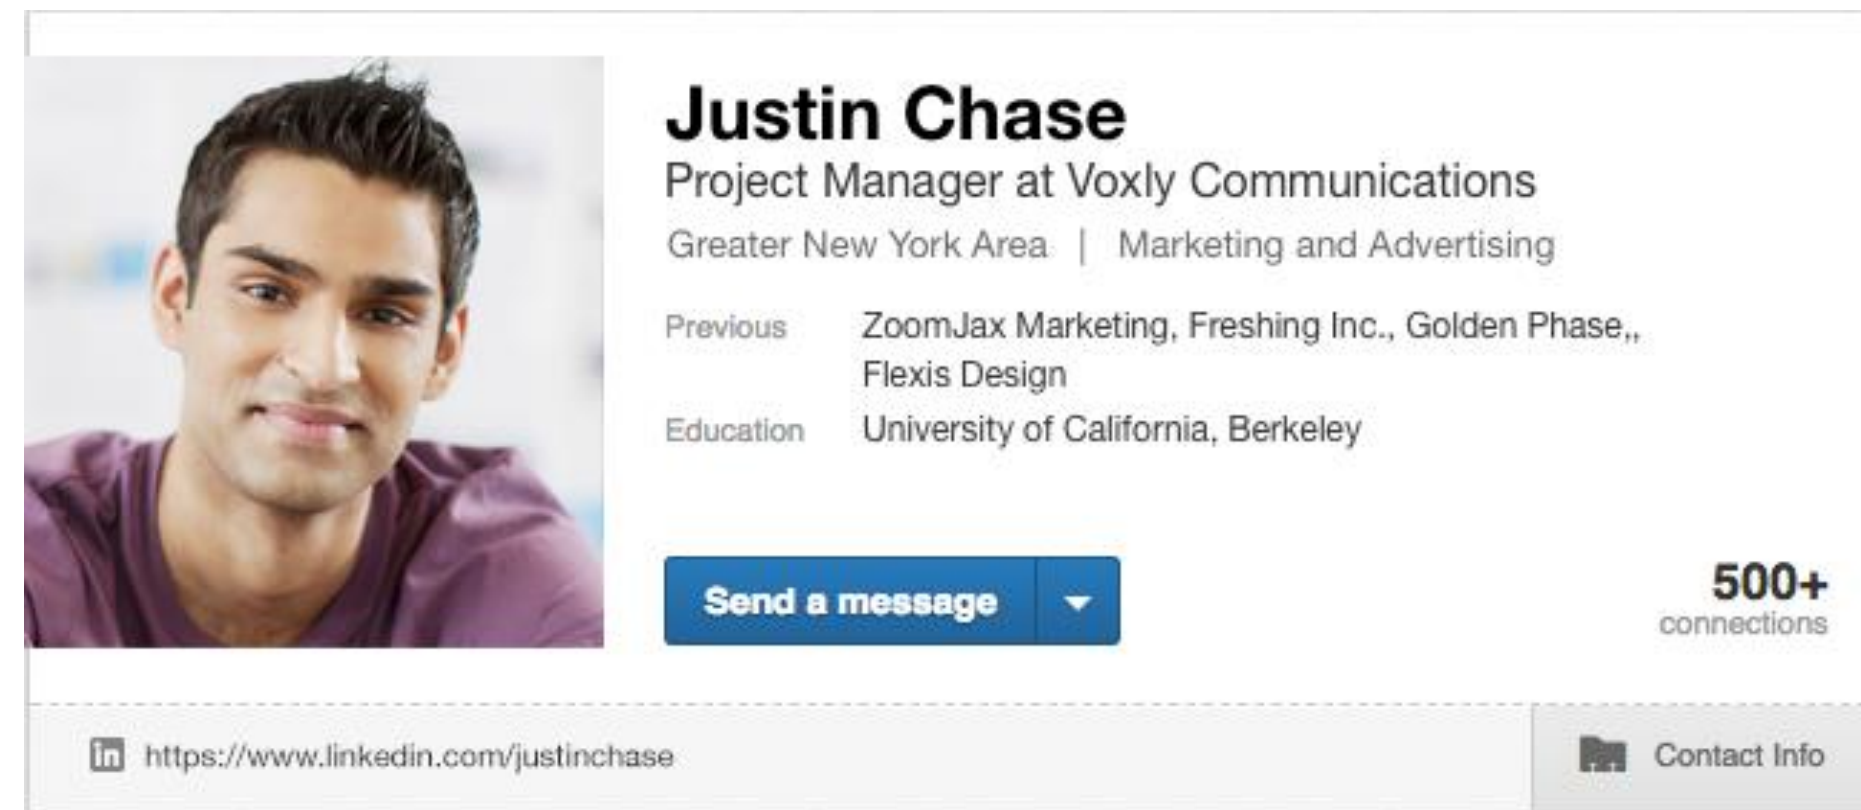 Justin Chase
Project Manager at Voxly Communications
Greater New York Area | Marketing and Advertising
Previous ZoomJax Marketing, Freshing Inc., Golden Phase,,
Flexis Design
Education University of California, Berkeley
Send a message
500+
connections
in https://www.linkedin.com/justinchase
Contact Info